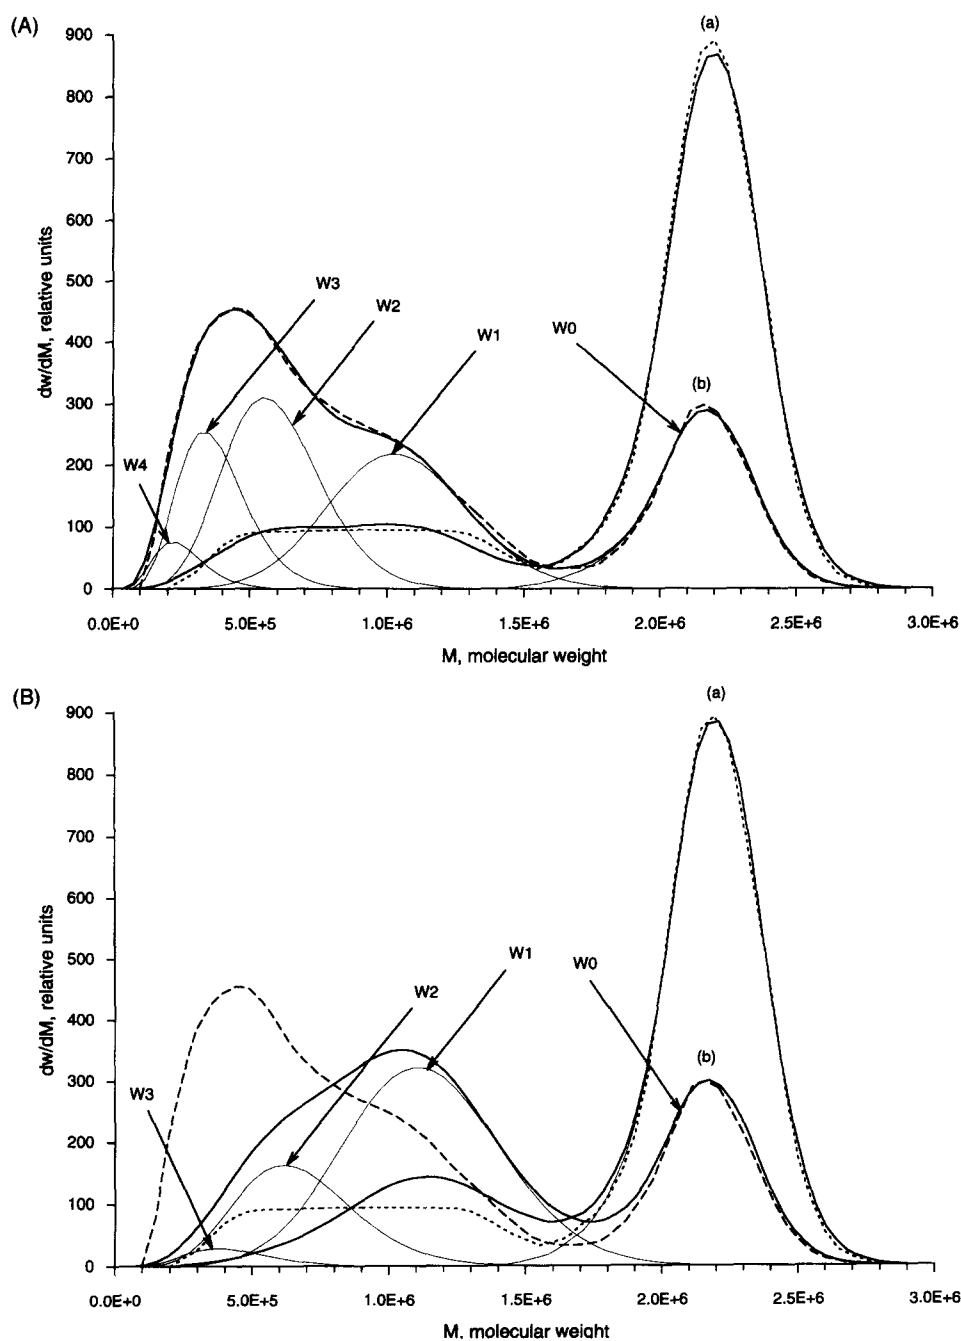 (A)
(a)
900
800
700
600
500
400
300
200
100
0
dw/dM, relative units
W3
W2
W1
W0
(b)
W4
0.0E+0 5.0E+5 1.0E+6 1.5E+6 2.0E+6 2.5E+6 3.0E+6
M, molecular weight
(B)
(a)
900
800
700
600
500
400
300
200
100
0
dw/dM, relative units
W1
W0
W2
(b)
W3
0.0E+0 5.0E+5 1.0E+6 1.5E+6 2.0E+6 2.5E+6 3.0E+6
M, molecular weight